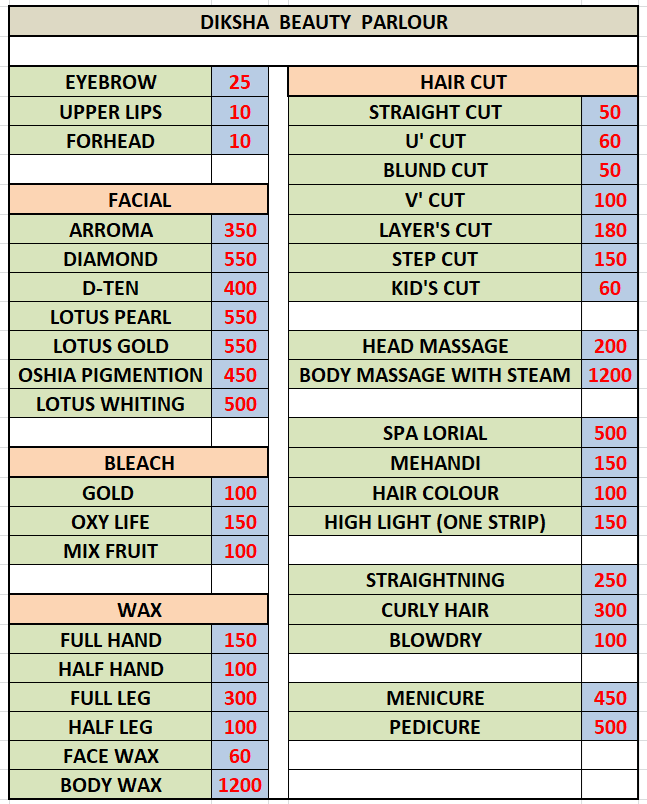 DIKSHA BEAUTY PARLOUR
EYEBROW 25
UPPER LIPS 10
FORHEAD 10
FACIAL
ARROMA 350
DIAMOND 550
D-TEN 400
LOTUS PEARL 550
LOTUS GOLD 550
OSHIA PIGMENTION 450
LOTUS WHITING 500
BLEACH
GOLD 100
OXY LIFE 150
MIX FRUIT 100
WAX
FULL HAND 150
HALF HAND 100
FULL LEG 300
HALF LEG 100
FACE WAX 60
BODY WAX 1200
HAIR CUT
STRAIGHT CUT 50
U' CUT 60
BLUND CUT 50
V' CUT 100
LAYER'S CUT 180
STEP CUT 150
KID'S CUT 60
HEAD MASSAGE 200
BODY MASSAGE WITH STEAM 1200
SPA LORIAL 500
MEHANDI 150
HAIR COLOUR 100
HIGH LIGHT (ONE STRIP) 150
STRAIGHTNING 250
CURLY HAIR 300
BLOWDRY 100
MENICURE 450
PEDICURE 500